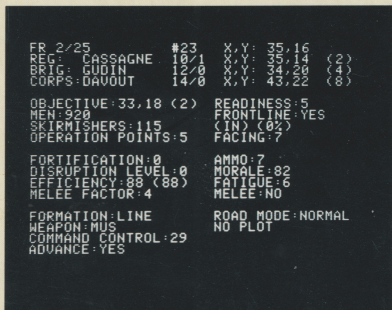 FR 2/25 #23 X,Y: 35,16
REG: CASSAGNE 10/1 X,Y: 35,14 (2)
BRIG: GUDIN 12/0 X,Y: 34,20 (4)
CORPS:DAVOUT 14/0 X,Y: 43,22 (8)
OBJECTIVE:33,18 (2) READINESS:5
MEN:920 FRONTLINE:YES
SKIRMISHERS:115 (IN) (0%)
OPERATION POINTS:5 FACING:7
FORTIFICATION:0 AMMO:7
DISRUPTION LEVEL:0 MORALE:82
EFFICIENCY:88 (88) FATIGUE:6
MELEE FACTOR:4 MELEE:NO
FORMATION:LINE ROAD MODE:NORMAL
WEAPON:MUS NO PLOT
COMMAND CONTROL:29
ADVANCE:YES